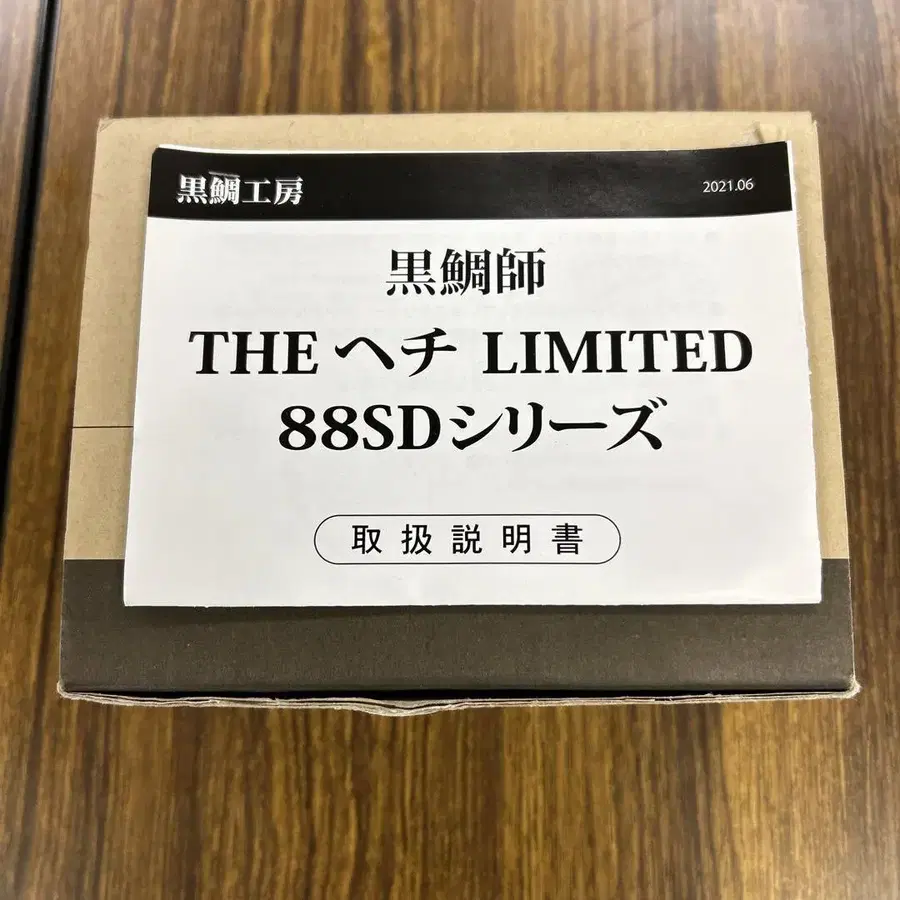 黒鯛工房
2021.06
黒鯛師
THE ヘチ LIMITED
88SDシリーズ
取扱説明書